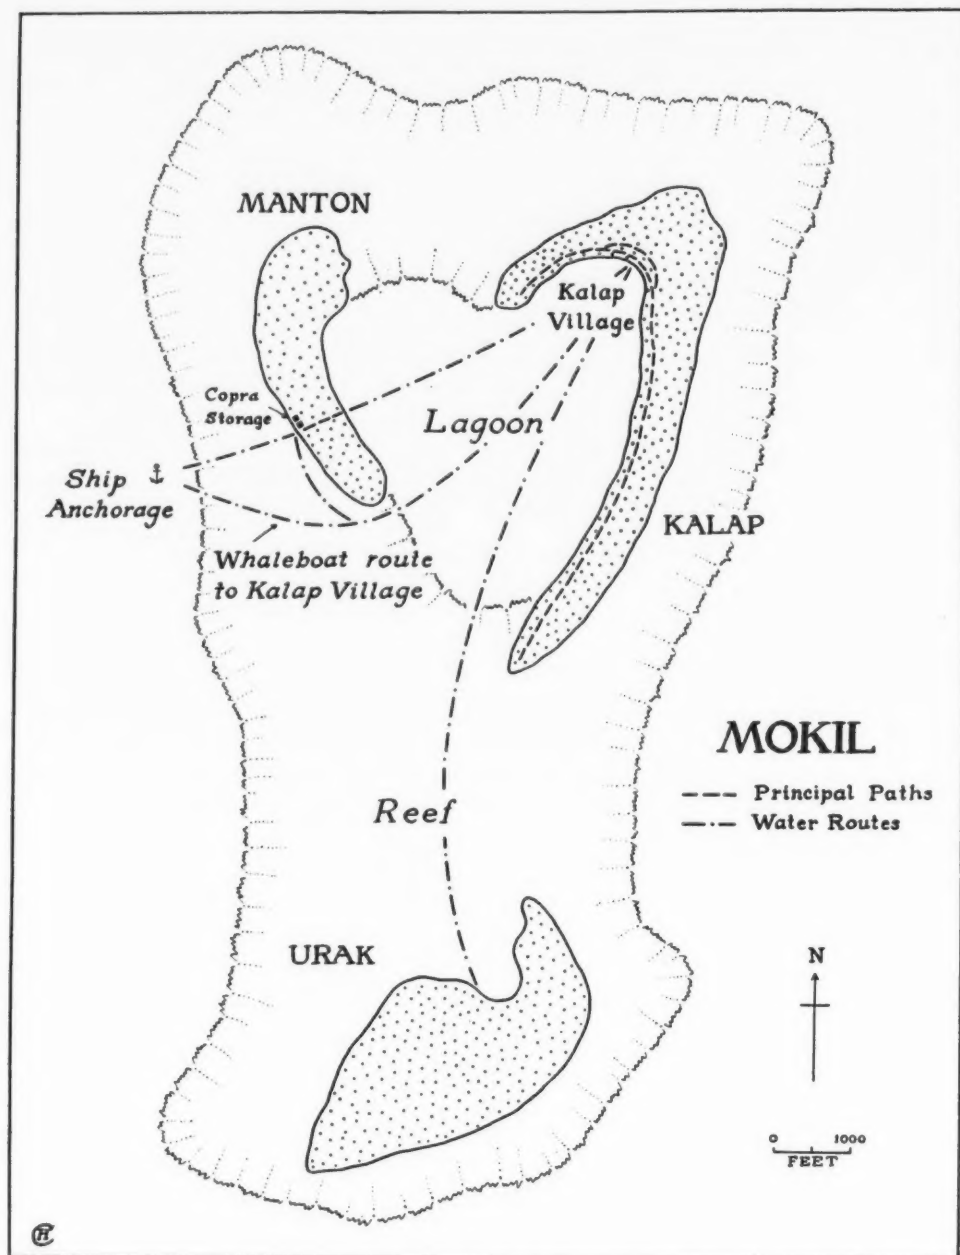 MANTON
Kalap
Village
Copra
Storage
Lagoon
Ship
Anchorage
KALAP
Whaleboat route
to Kalap Village
MOKIL
Principal Paths
Reef
Water Routes
URAK
N
0 1000
FEET